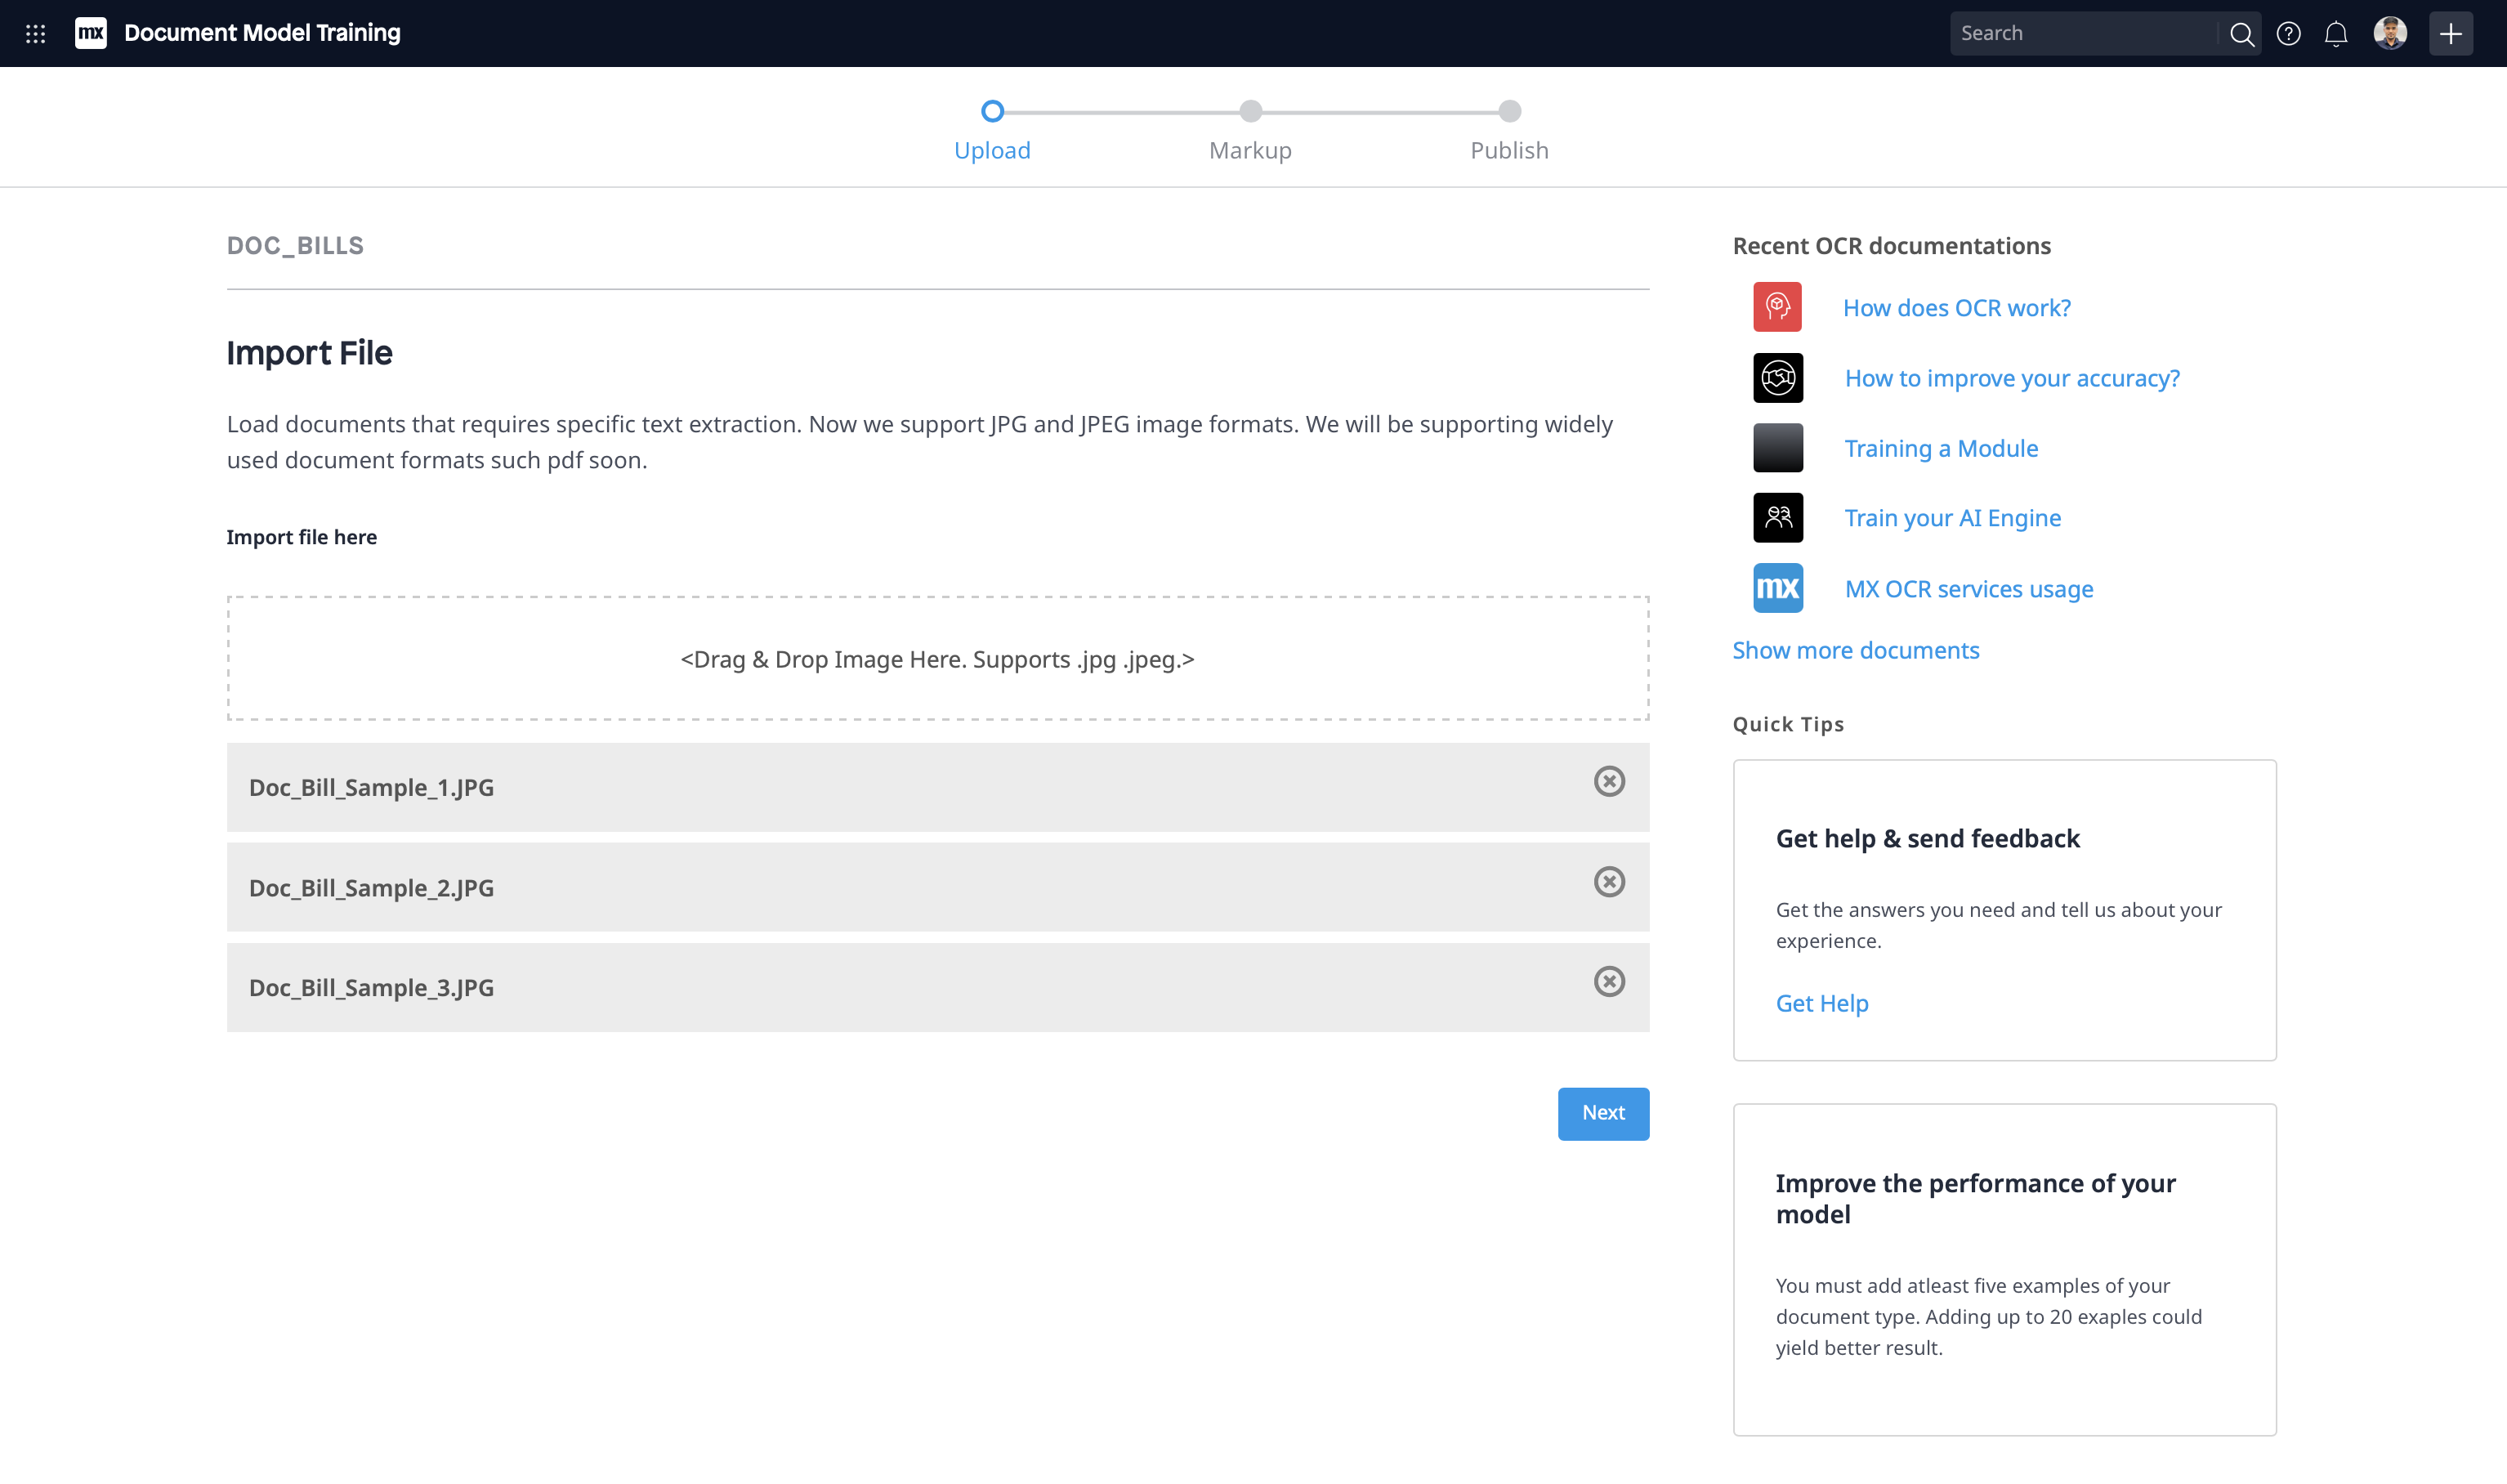 mx Document Model Training
Search
Upload
Markup
Publish
DOC_BILLS
Import File
Load documents that requires specific text extraction. Now we support JPG and JPEG image formats. We will be supporting widely
used document formats such pdf soon.
Import file here
<Drag & Drop Image Here. Supports .jpg .jpeg.>
Doc_Bill_Sample_1.JPG
Doc_Bill_Sample_2.JPG
Doc_Bill_Sample_3.JPG
Next
Recent OCR documentations
How does OCR work?
How to improve your accuracy?
Training a Module
Train your AI Engine
mx MX OCR services usage
Show more documents
Quick Tips
Get help & send feedback
Get the answers you need and tell us about your
experience.
Get Help
Improve the performance of your
model
You must add atleast five examples of your
document type. Adding up to 20 exaples could
yield better result.